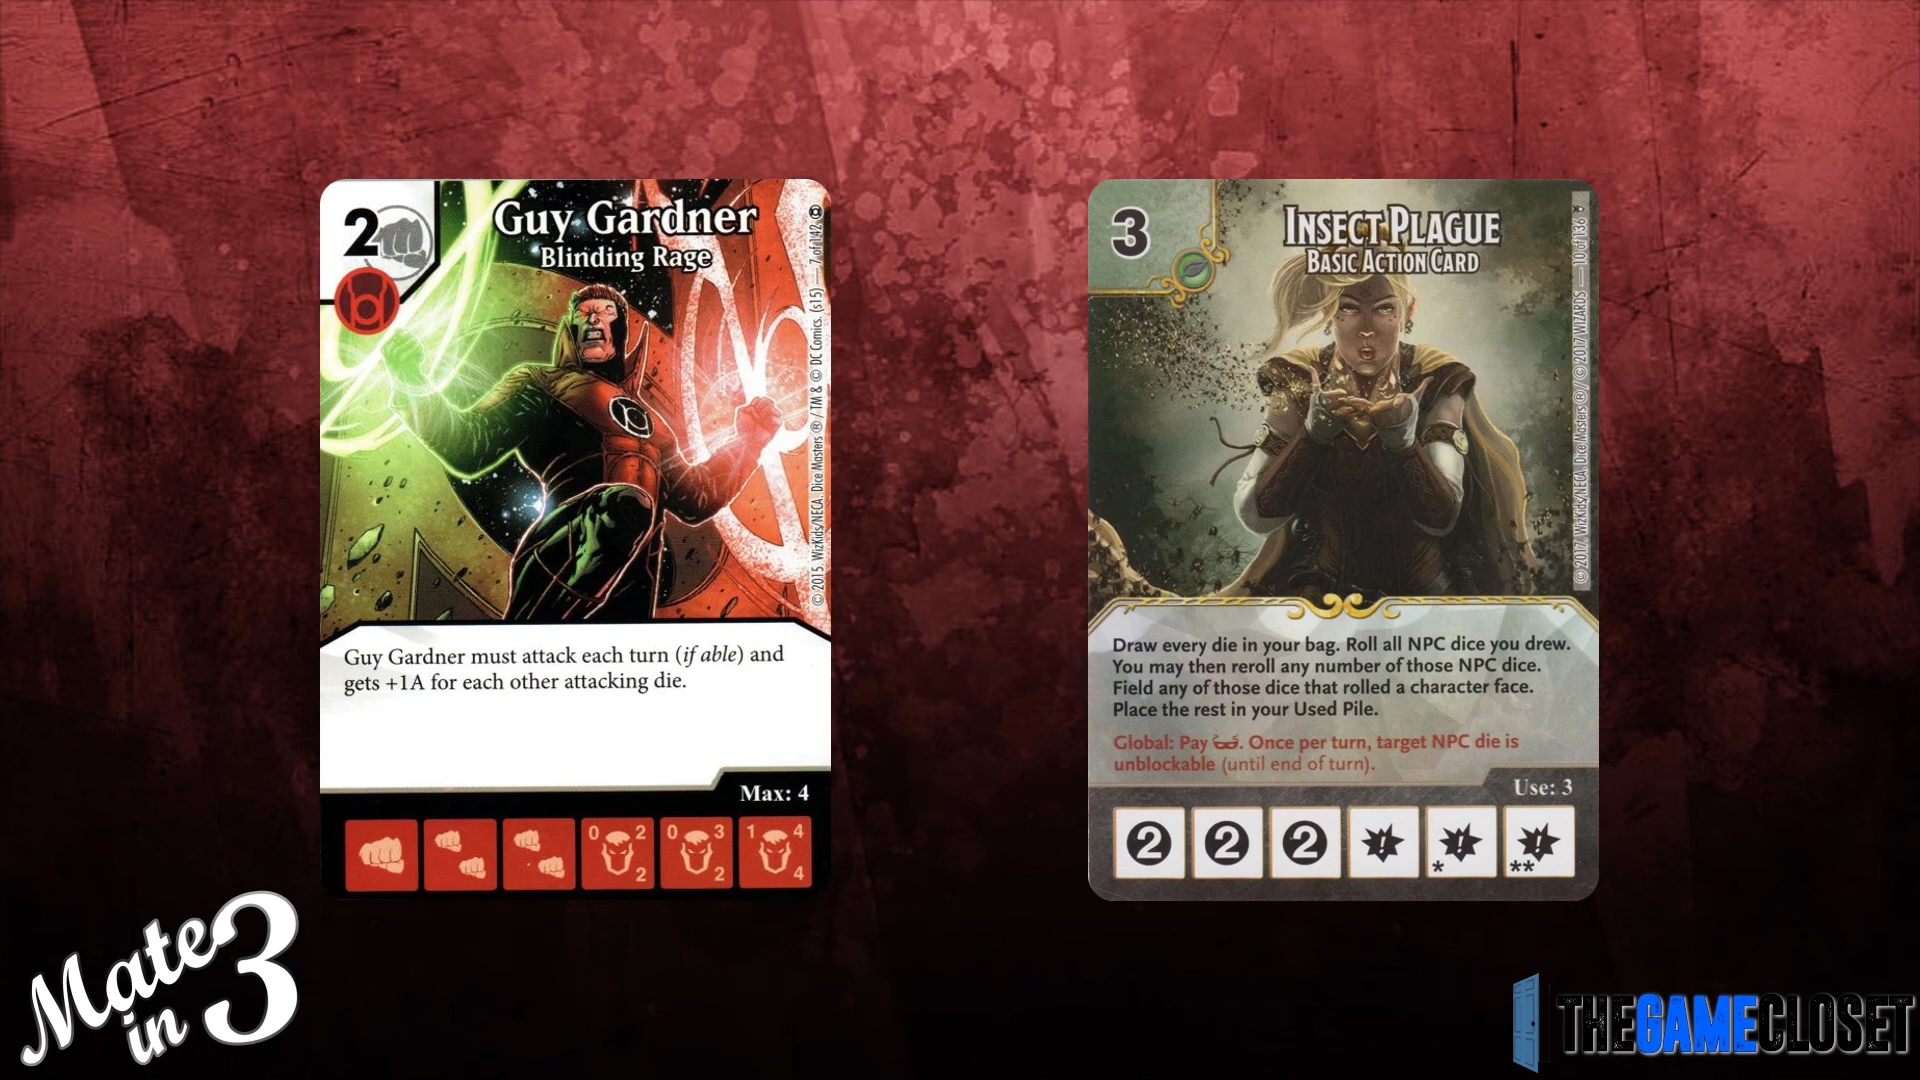 2
Guy Gardner
Blinding Rage
7 of 142
© 2015. WizKids/NECA. Dice Masters ® / TM & © DC Comics. (s15)
Guy Gardner must attack each turn (if able) and
gets +1A for each other attacking die.
Max: 4
0 2 2
0 3 2
1 4 4
3
INSECT PLAGUE
BASIC ACTION CARD
10 of 136
© 2017. WizKids/NECA. Dice Masters ® / © 2017 WIZARDS
Draw every die in your bag. Roll all NPC dice you drew.
You may then reroll any number of those NPC dice.
Field any of those dice that rolled a character face.
Place the rest in your Used Pile.
Global: Pay . Once per turn, target NPC die is
unblockable (until end of turn).
Use: 3
2 2 2 ! ! * ! **
Mate
in 3
THEGAMECLOSET